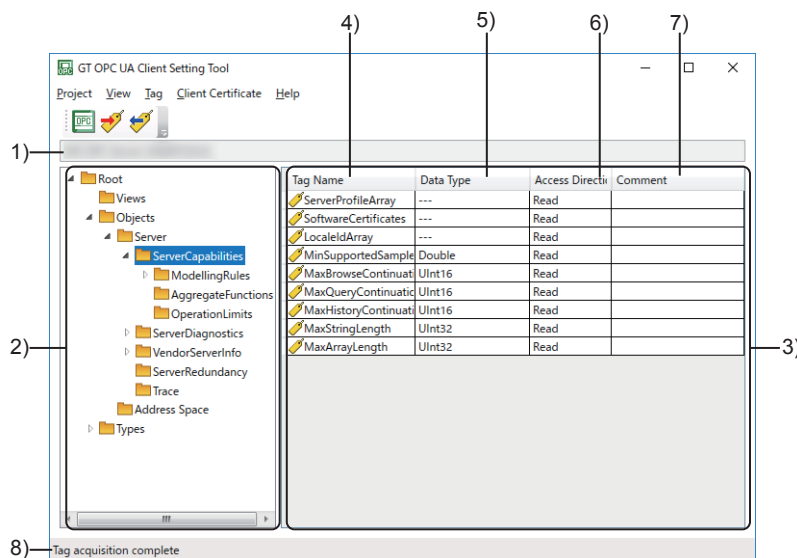 4)
5)
6)
7)
GT OPC UA Client Setting Tool
Project View Tag Client Certificate Help
OPC
1)
Root
Views
Objects
Server
ServerCapabilities
ModellingRules
AggregateFunctions
OperationLimits
ServerDiagnostics
VendorServerInfo
ServerRedundancy
Trace
Address Space
Types
2)
Tag Name Data Type Access Directic Comment
ServerProfileArray --- Read
SoftwareCertificates --- Read
LocaleIdArray --- Read
MinSupportedSample Double Read
MaxBrowseContinuati UInt16 Read
MaxQueryContinuatic UInt16 Read
MaxHistoryContinuati UInt16 Read
MaxStringLength UInt32 Read
MaxArrayLength UInt32 Read
3)
8)
Tag acquisition complete